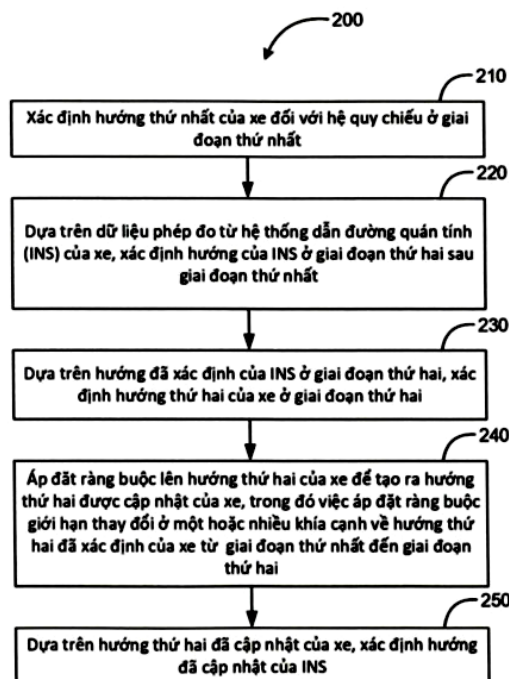 200
210
Xác định hướng thứ nhất của xe đối với hệ quy chiếu ở giai
đoạn thứ nhất
220
Dựa trên dữ liệu phép đo từ hệ thống dẫn đường quán tính
(INS) của xe, xác định hướng của INS ở giai đoạn thứ hai sau
giai đoạn thứ nhất
230
Dựa trên hướng đã xác định của INS ở giai đoạn thứ hai, xác
định hướng thứ hai của xe ở giai đoạn thứ hai
240
Áp đăt ràng buộc lên hướng thứ hai của xe để tạo ra hướng
thứ hai được cập nhật của xe, trong đó việc áp đặt ràng buộc
giới hạn thay đổi ở một hoặc nhiều khía cạnh về hướng thứ
hai đã xác định của xe từ giai đoạn thứ nhất đến giai đoạn
thứ hai
250
Dựa trên hướng thứ hai đã cập nhật của xe, xác định hướng
đã cập nhật của INS